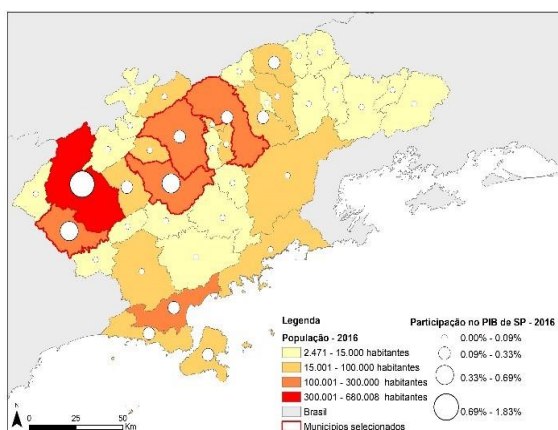 Legenda
População - 2016
2.471 - 15.000 habitantes
15.001 - 100.000 habitantes
100.001 - 300.000 habitantes
300.001 - 680.008 habitantes
Brasil
Municípios selecionados
Participação no PIB de SP - 2016
0.00% - 0.09%
0.09% - 0.33%
0.33% - 0.69%
0.69% - 1.83%
N
0 25 50
Km